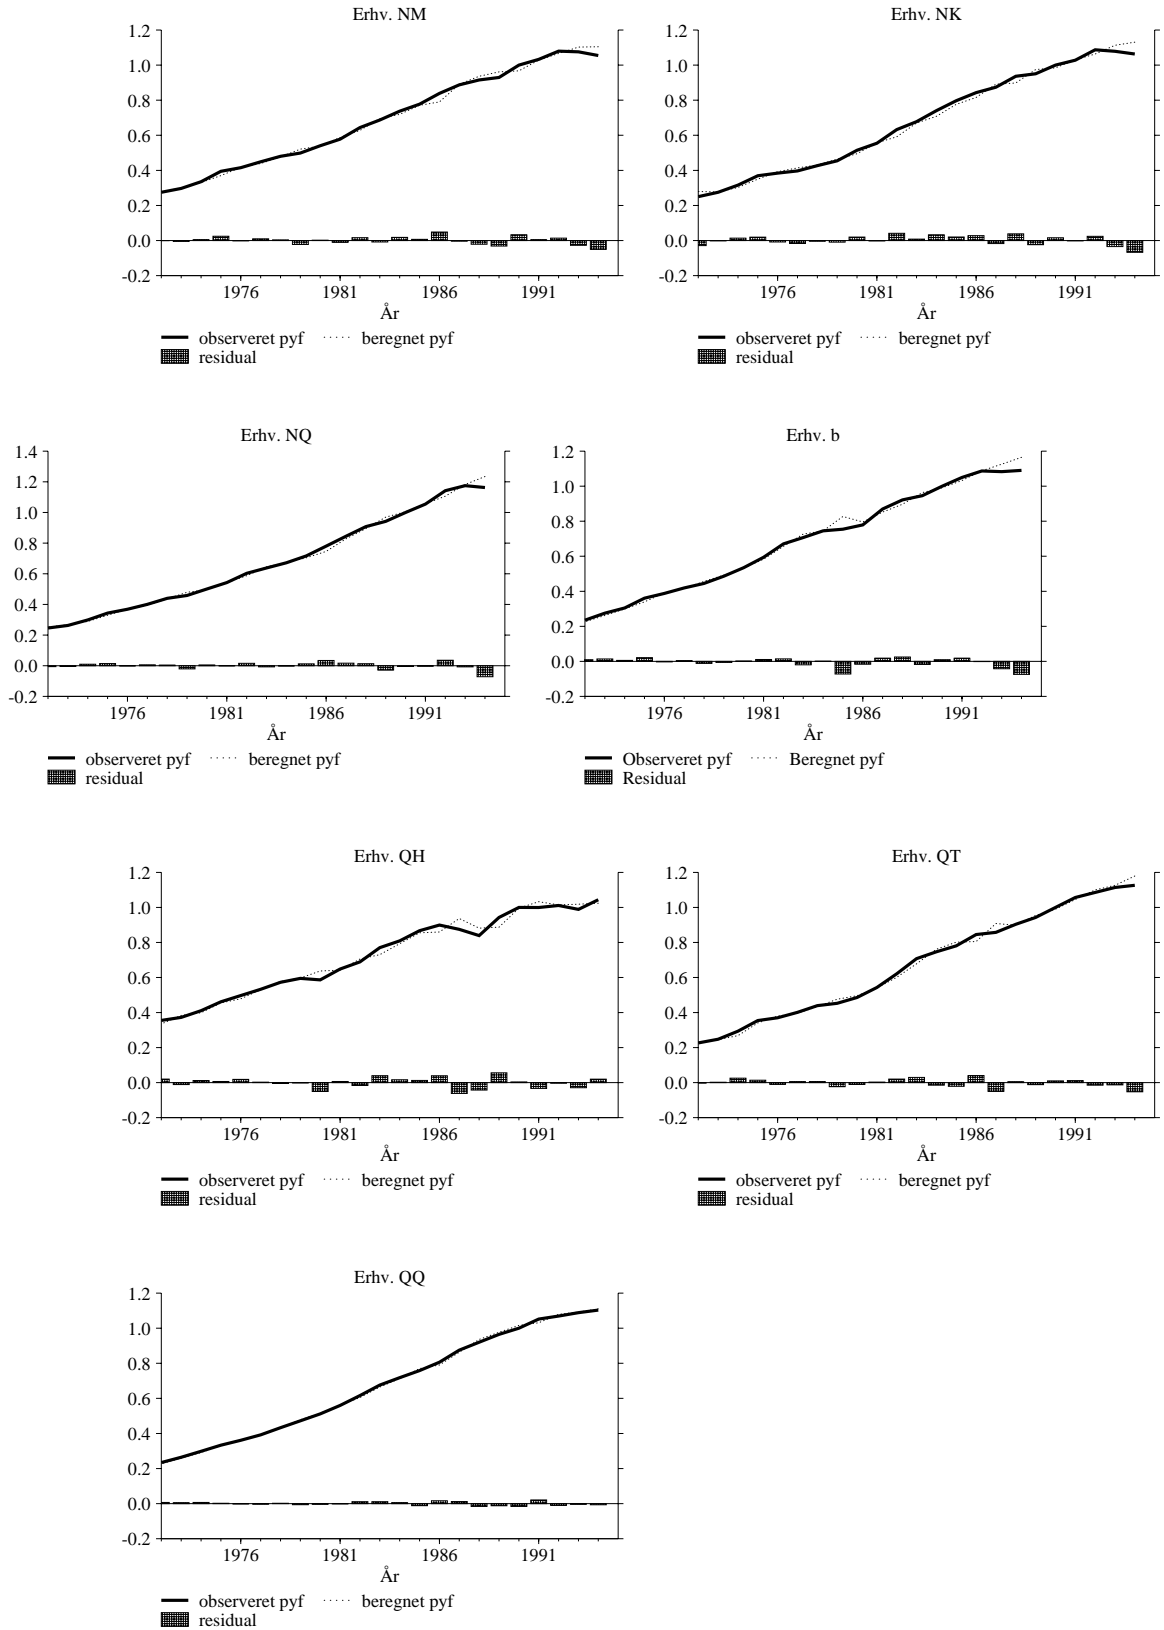 Erhv. NM
1.2
1.0
0.8
0.6
0.4
0.2
0.0
-0.2
1976 1981 1986 1991
År
observeret pyf beregnet pyf
residual
Erhv. NK
1.2
1.0
0.8
0.6
0.4
0.2
0.0
-0.2
1976 1981 1986 1991
År
observeret pyf beregnet pyf
residual
Erhv. NQ
1.4
1.2
1.0
0.8
0.6
0.4
0.2
0.0
-0.2
1976 1981 1986 1991
År
observeret pyf beregnet pyf
residual
Erhv. b
1.2
1.0
0.8
0.6
0.4
0.2
0.0
-0.2
1976 1981 1986 1991
År
Observeret pyf Beregnet pyf
Residual
Erhv. QH
1.2
1.0
0.8
0.6
0.4
0.2
0.0
-0.2
1976 1981 1986 1991
År
observeret pyf beregnet pyf
residual
Erhv. QT
1.2
1.0
0.8
0.6
0.4
0.2
0.0
-0.2
1976 1981 1986 1991
År
observeret pyf beregnet pyf
residual
Erhv. QQ
1.2
1.0
0.8
0.6
0.4
0.2
0.0
-0.2
1976 1981 1986 1991
År
observeret pyf beregnet pyf
residual